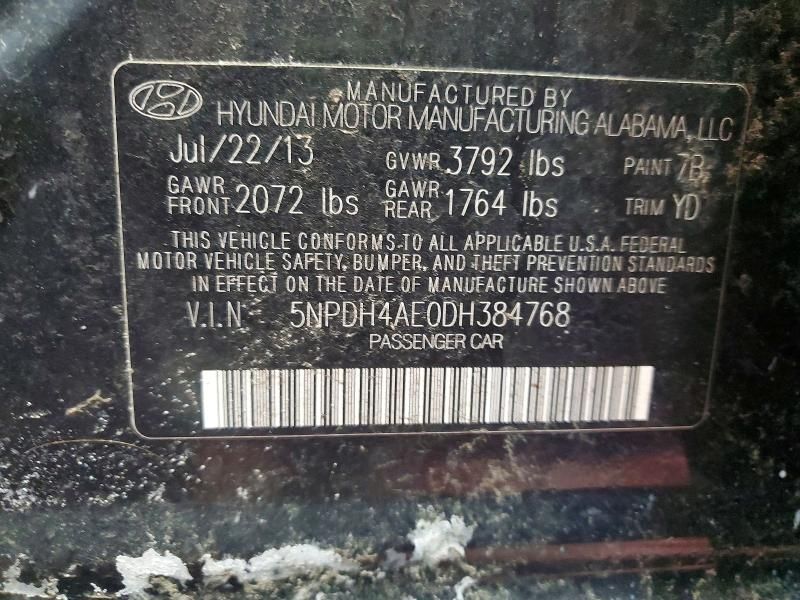 MANUFACTURED BY
HYUNDAI MOTOR MANUFACTURING ALABAMA, LLC
Jul/22/13 GVWR 3792 lbs PAINT 7B
GAWR FRONT 2072 lbs GAWR REAR 1764 lbs TRIM YD
THIS VEHICLE CONFORMS TO ALL APPLICABLE U.S.A. FEDERAL
MOTOR VEHICLE SAFETY, BUMPER, AND THEFT PREVENTION STANDARDS
IN EFFECT ON THE DATE OF MANUFACTURE SHOWN ABOVE
V.I.N 5NPDH4AE0DH384768
PASSENGER CAR